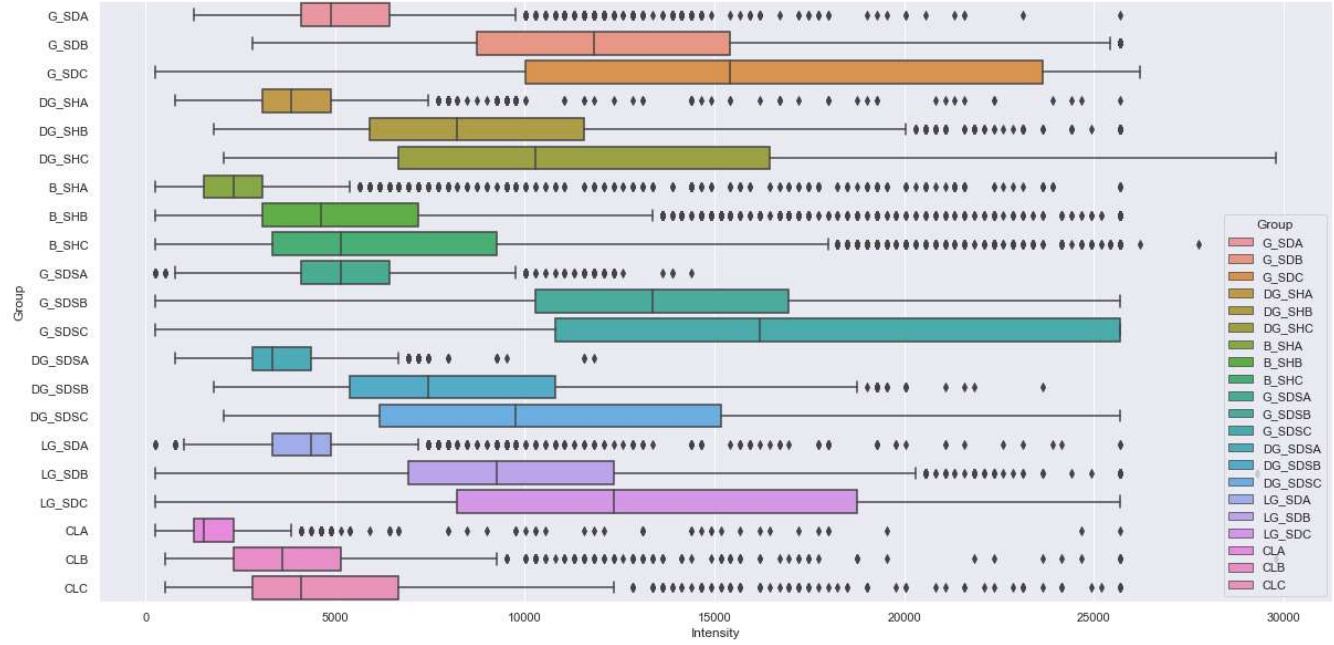 G_SDA
G_SDB
G_SDC
DG_SHA
DG_SHB
DG_SHC
B_SHA
B_SHB
B_SHC
G_SDSA
G_SDSB
G_SDSC
DG_SDSA
DG_SDSB
DG_SDSC
LG_SDA
LG_SDB
LG_SDC
CLA
CLB
CLC
Group
0 5000 10000 15000 20000 25000 30000
Intensity
Group
G_SDA
G_SDB
G_SDC
DG_SHA
DG_SHB
DG_SHC
B_SHA
B_SHB
B_SHC
G_SDSA
G_SDSB
G_SDSC
DG_SDSA
DG_SDSB
DG_SDSC
LG_SDA
LG_SDB
LG_SDC
CLA
CLB
CLC